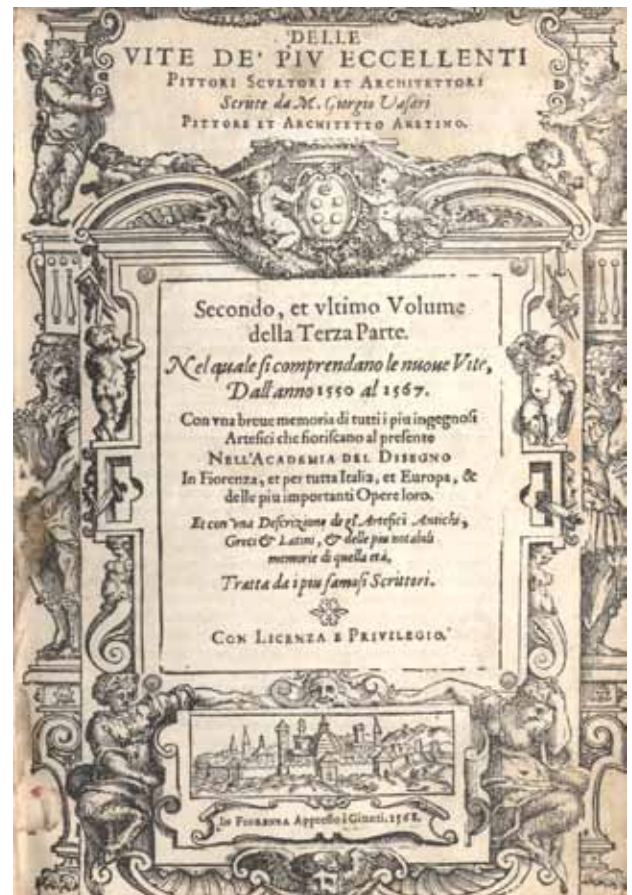 DELLE
VITE DE' PIV ECCELLENTI
PITTORI SCVLTORI ET ARCHITETTORI
Scritte da M. Giorgio Vasari
PITTORE ET ARCHITETTO ARETINO.
Secondo, et vltimo Volume
della Terza Parte.
Nel quale si comprendano le nuoue Vite,
Dall'anno 1550 al 1567.
Con vna breue memoria di tutti i piu ingegnosi
Artefici che fioriscano al presente
NELL'ACADEMIA DEL DISEGNO
In Fiorenza, et per tutta Italia, et Europa, &
delle piu importanti Opere loro.
Et con vna Descrizione de gl'Artefici Antichi,
Greci & Latini, & delle piu notabili
memorie di quella età,
Tratta da i piu famosi Scrittori.
CON LICENZA E PRIVILEGIO.
In FIORENZA Appresso i Giunti. 1568.